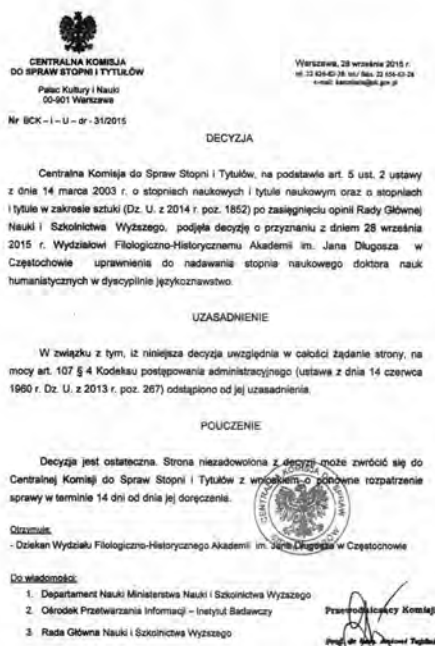 CENTRALNA KOMISJA
DO SPRAW STOPNI I TYTUŁÓW
Pałac Kultury i Nauki
00-901 Warszawa
Nr BCK – I – U – dr - 31/2015
Warszawa, 28 września 2015 r.
DECYZJA
Centralna Komisja do Spraw Stopni i Tytułów, na podstawie art. 5 ust. 2 ustawy
z dnia 14 marca 2003 r. o stopniach naukowych i tytule naukowym oraz o stopniach
i tytule w zakresie sztuki (Dz. U. z 2014 r. poz. 1852) po zasięgnięciu opinii Rady Głównej
Nauki i Szkolnictwa Wyższego, podjęła decyzję o przyznaniu z dniem 28 września
2015 r. Wydziałowi Filologiczno-Historycznemu Akademii im. Jana Długosza w
Częstochowie uprawnienia do nadawania stopnia naukowego doktora nauk
humanistycznych w dyscyplinie językoznawstwo.
UZASADNIENIE
W związku z tym, iż niniejsza decyzja uwzględnia w całości żądanie strony, na
mocy art. 107 § 4 Kodeksu postępowania administracyjnego (ustawa z dnia 14 czerwca
1960 r. Dz. U. z 2013 r. poz. 267) odstąpiono od jej uzasadnienia.
POUCZENIE
Decyzja jest ostateczna. Strona niezadowolona z decyzji może zwrócić się do
Centralnej Komisji do Spraw Stopni i Tytułów z wnioskiem o ponowne rozpatrzenie
sprawy w terminie 14 dni od dnia jej doręczenia.
Otrzymuje:
- Dziekan Wydziału Filologiczno-Historycznego Akademii im. Jana Długosza w Częstochowie
Do wiadomości:
1. Departament Nauki Ministerstwa Nauki i Szkolnictwa Wyższego
2. Ośrodek Przetwarzania Informacji – Instytut Badawczy
Przewodniczący Komisji
3. Rada Główna Nauki i Szkolnictwa Wyższego